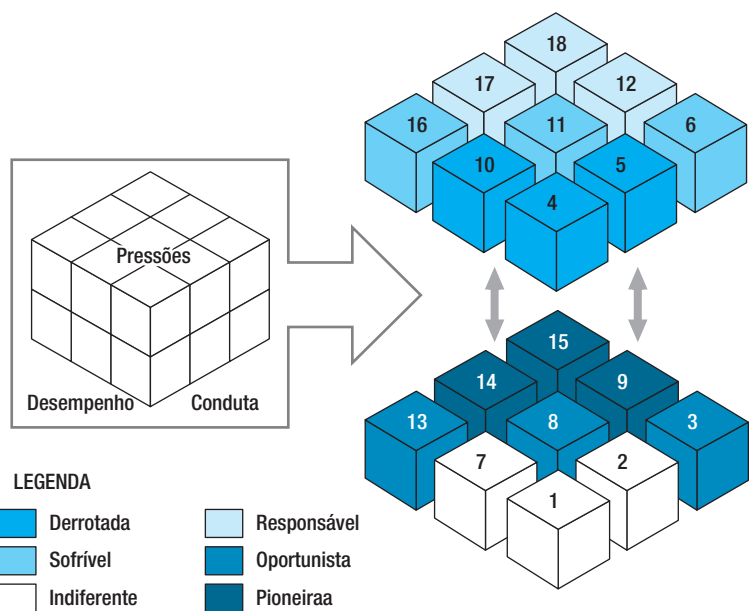 18
17
12
16
11
6
10
5
4
Pressões
Desempenho
Conduta
15
14
9
13
8
3
7
2
1
LEGENDA
Derrotada
Responsável
Sofrível
Oportunista
Indiferente
Pioneiraa